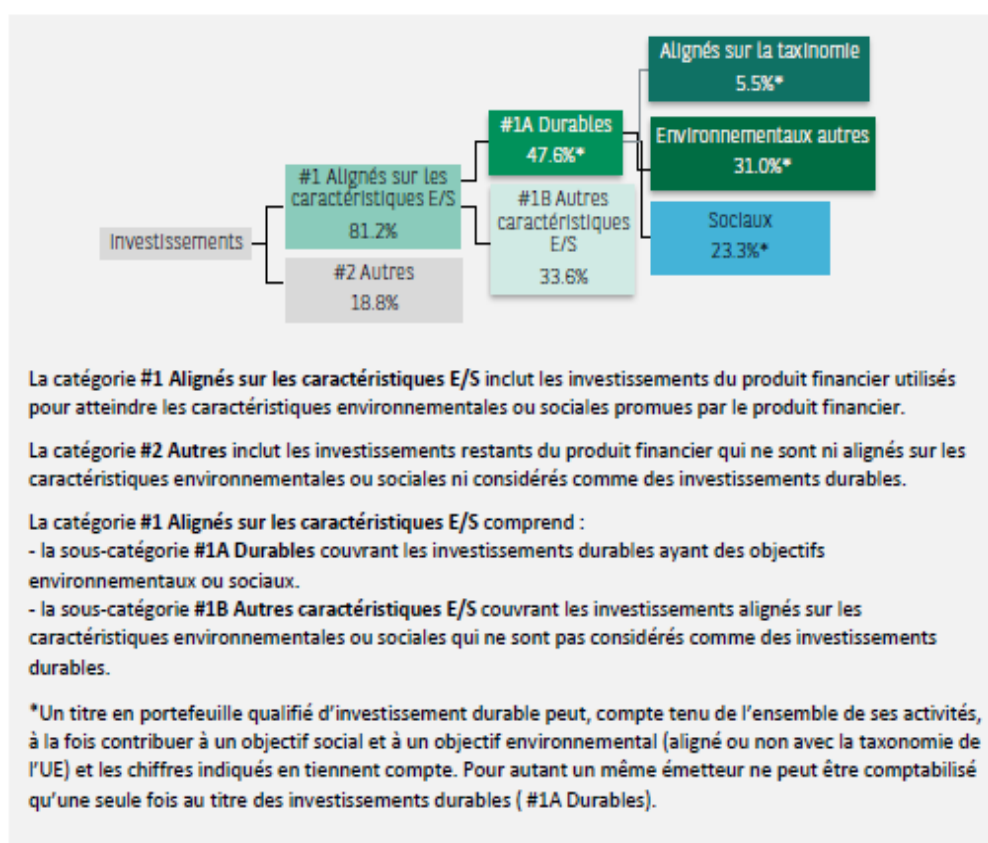 Alignés sur la taxinomie
5.5%*
#1A Durables
47.6%*
Environnementaux autres
31.0%*
#1 Alignés sur les
caractéristiques E/S
81.2%
#1B Autres
caractéristiques
E/S
33.6%
Sociaux
23.3%*
Investissements
#2 Autres
18.8%
La catégorie #1 Alignés sur les caractéristiques E/S inclut les investissements du produit financier utilisés
pour atteindre les caractéristiques environnementales ou sociales promues par le produit financier.
La catégorie #2 Autres inclut les investissements restants du produit financier qui ne sont ni alignés sur les
caractéristiques environnementales ou sociales ni considérés comme des investissements durables.
La catégorie #1 Alignés sur les caractéristiques E/S comprend :
- la sous-catégorie #1A Durables couvrant les investissements durables ayant des objectifs
environnementaux ou sociaux.
- la sous-catégorie #1B Autres caractéristiques E/S couvrant les investissements alignés sur les
caractéristiques environnementales ou sociales qui ne sont pas considérés comme des investissements
durables.
*Un titre en portefeuille qualifié d'investissement durable peut, compte tenu de l'ensemble de ses activités,
à la fois contribuer à un objectif social et à un objectif environnemental (aligné ou non avec la taxonomie de
l'UE) et les chiffres indiqués en tiennent compte. Pour autant un même émetteur ne peut être comptabilisé
qu'une seule fois au titre des investissements durables ( #1A Durables).